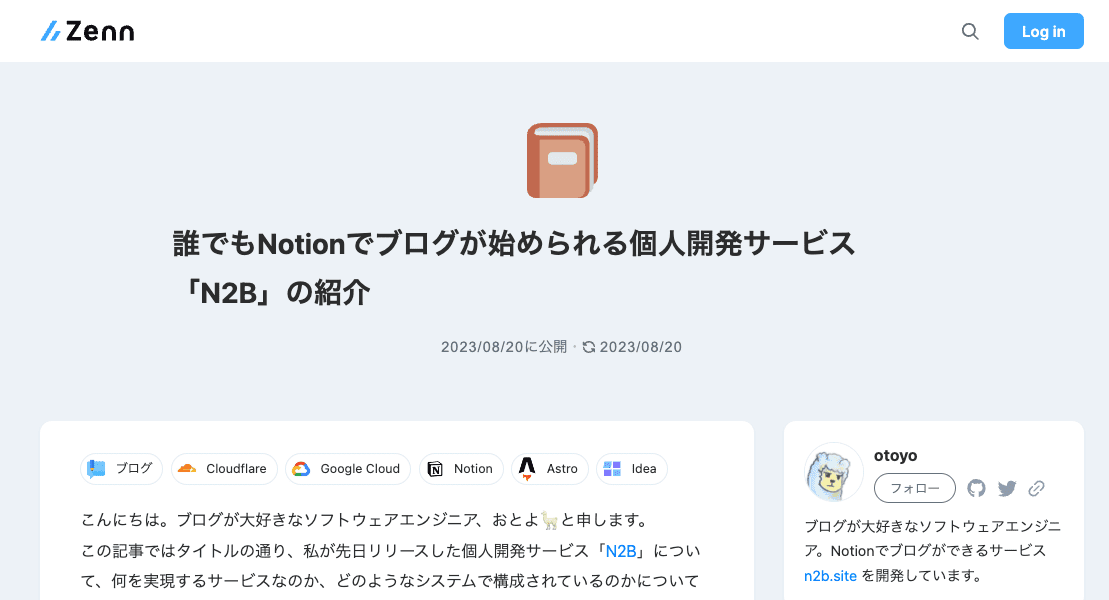 Zenn
Log in
誰でもNotionでブログが始められる個人開発サービス
「N2B」の紹介
2023/08/20に公開・2023/08/20
ブログ
Cloudflare
Google Cloud
Notion
Astro
Idea
こんにちは。ブログが大好きなソフトウェアエンジニア、おとよ🦙と申します。
この記事ではタイトルの通り、私が先日リリースした個人開発サービス「N2B」につい
て、何を実現するサービスなのか、どのようなシステムで構成されているのかについて
otoyo
フォロー
ブログが大好きなソフトウェアエンジニ
ア。Notionでブログができるサービス
n2b.site を開発しています。